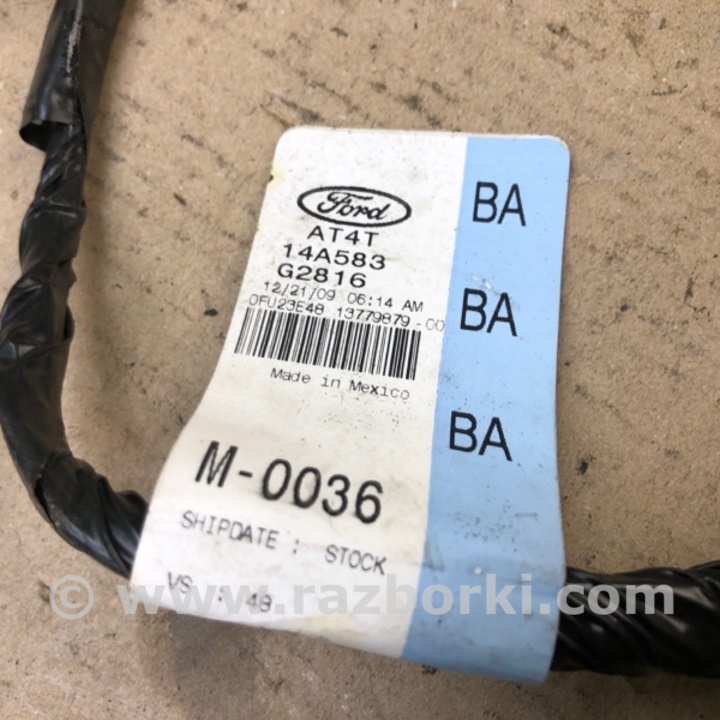 Ford
AT4T
14A583
G2816
12/21/09 06:14 AM
0FU23E48 13779879-00
Made in Mexico
M-0036
SHIPDATE : STOCK
VS : 48
BA
BA
BA
© www.razborki.com